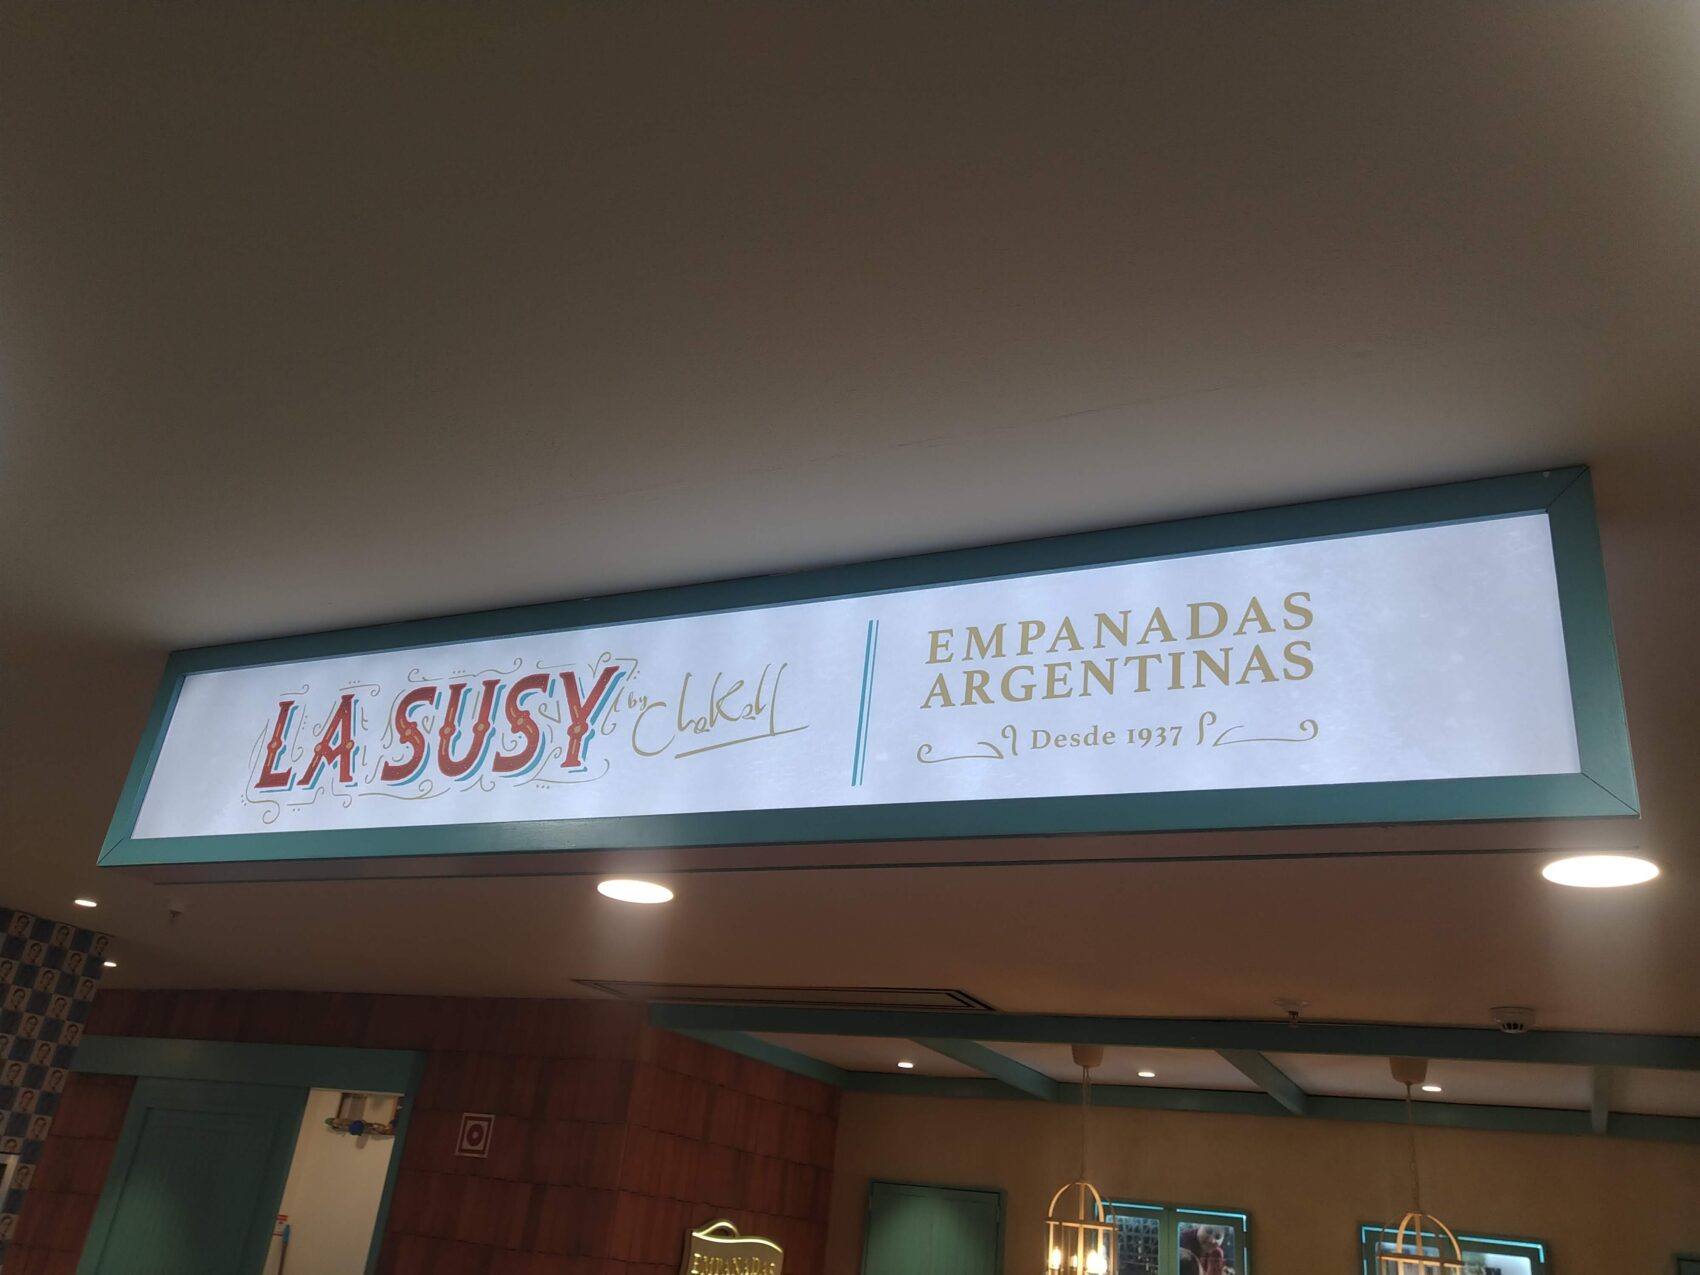 LA SUSY by Chakall
EMPANADAS
ARGENTINAS
Desde 1937
EMPANADAS